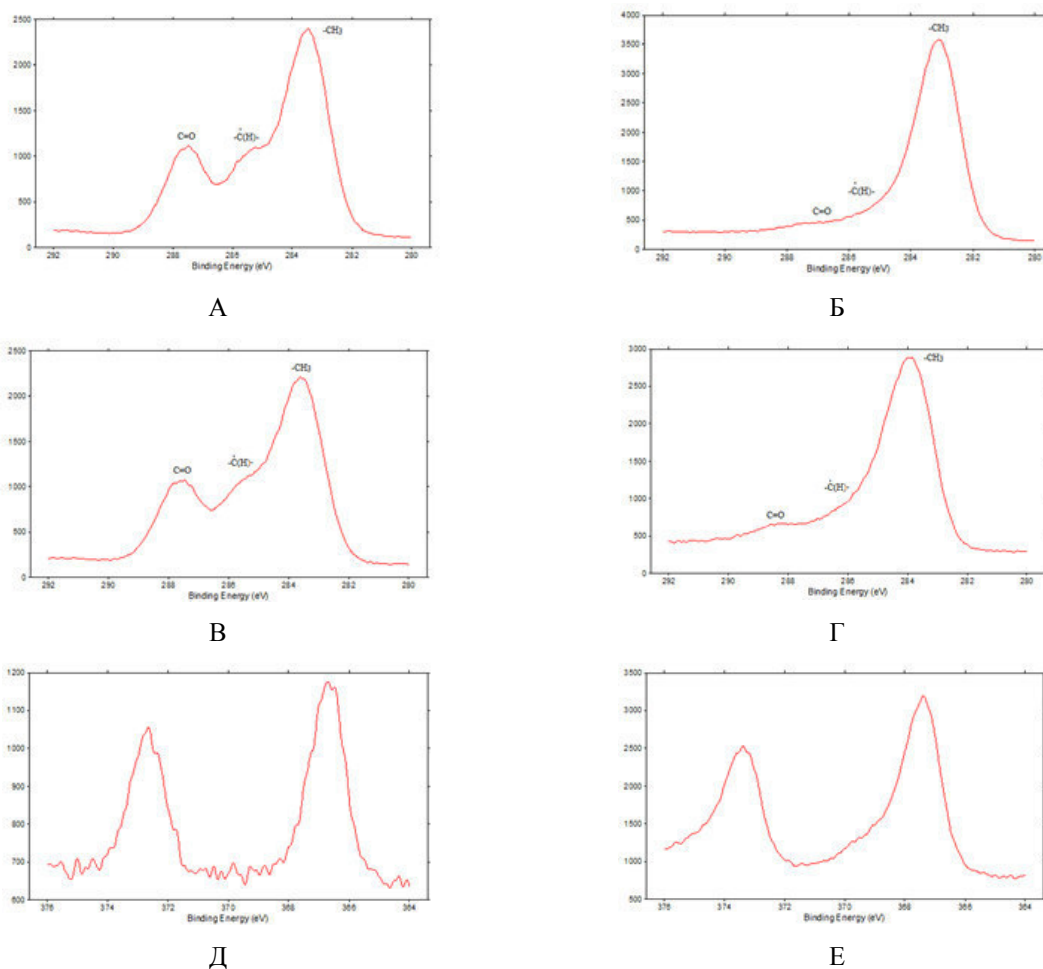 2500
2000
1500
1000
500
0
292 290 288 286 284 282 280
Binding Energy (eV)
C=O
-Ċ(H)-
-CH3
А
4000
3500
3000
2500
2000
1500
1000
500
0
292 290 288 286 284 282 280
Binding Energy (eV)
C=O
-Ċ(H)-
-CH3
Б
2500
2000
1500
1000
500
0
292 290 288 286 284 282 280
Binding Energy (eV)
C=O
-Ċ(H)-
-CH3
В
3000
2500
2000
1500
1000
500
0
292 290 288 286 284 282 280
Binding Energy (eV)
C=O
-Ċ(H)-
-CH3
Г
1200
1100
1000
900
800
700
600
376 374 372 370 368 366 364
Binding Energy (eV)
Д
3500
3000
2500
2000
1500
1000
500
376 374 372 370 368 366 364
Binding Energy (eV)
Е